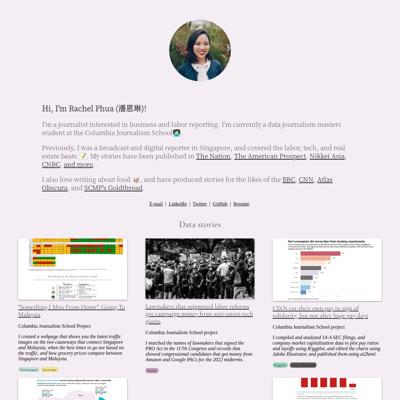 Hi, I'm Rachel Phua (潘恩琳)!
I'm a journalist interested in business and labor reporting. I'm currently a data journalism masters
student at the Columbia Journalism School
Previously, I was a broadcast and digital reporter in Singapore, and covered the labor, tech, and real
estate beats. My stories have been published in The Nation, The American Prospect, Nikkei Asia,
CNBC, and more.
I also love writing about food, and have produced stories for the likes of the BBC, CNN, Atlas
Obscura, and SCMP's Goldthread.
E-mail | LinkedIn | Twitter | GitHub | Resume
Data stories
"Something I Miss From Home": Going To
Malaysia
Columbia Journalism School Project
I created a webpage that shows you the latest traffic
images on the two causeways that connect Singapore
and Malaysia, when the best times to go are based on
the traffic, and how grocery prices compare between
Singapore and Malaysia.
Lawmakers that supported labor reforms
got campaign money from anti-union tech
giants
Columbia Journalism School project
I matched the names of lawmakers that signed the
PRO Act in the 117th Congress and records that
showed congressional candidates that got money from
Amazon and Google PACs for the 2022 midterms.
Tech companies did worse than their banking counterparts
CEOs cut their own pay in sign of
solidarity, but not after huge pay days
Columbia Journalism School project
I compiled and analyzed 14-A SEC filings, and
company market capitalization data to plot pay ratios
and layoffs using R/ggplot, and edited the charts using
Adobe Illustrator, and published them using ai2html.